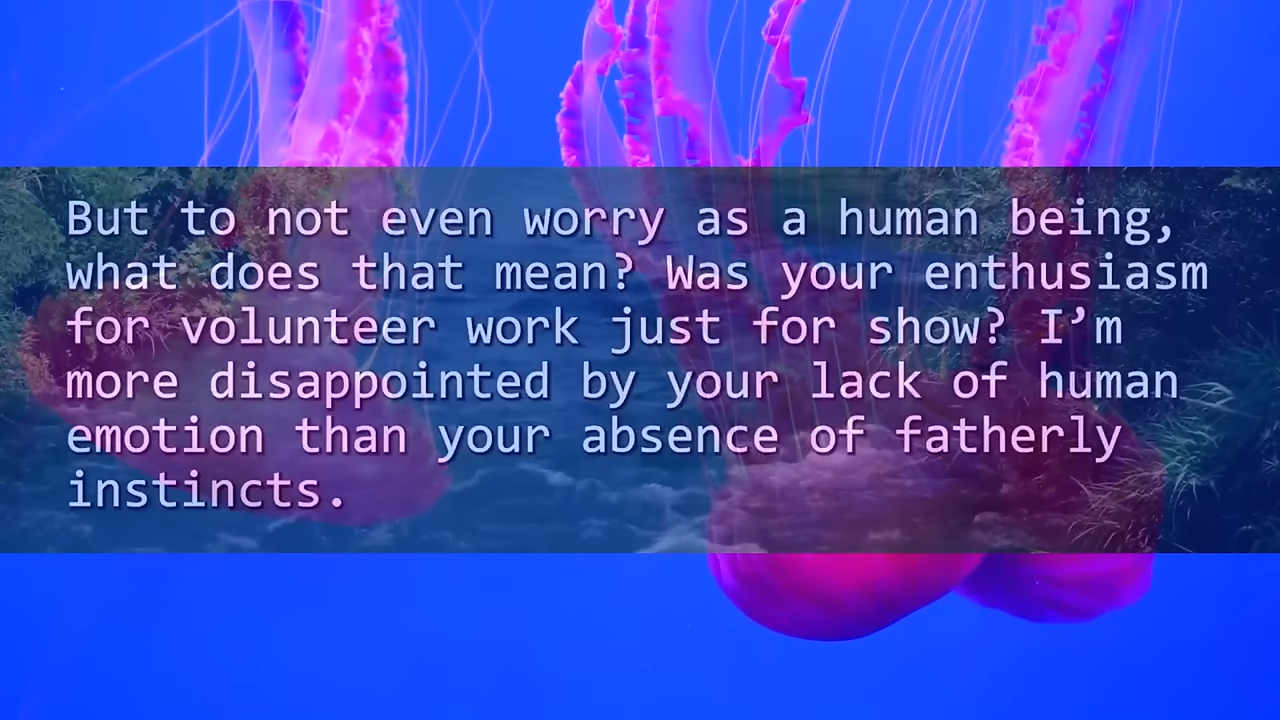 But to not even worry as a human being,
what does that mean? Was your enthusiasm
for volunteer work just for show? I’m
more disappointed by your lack of human
emotion than your absence of fatherly
instincts.